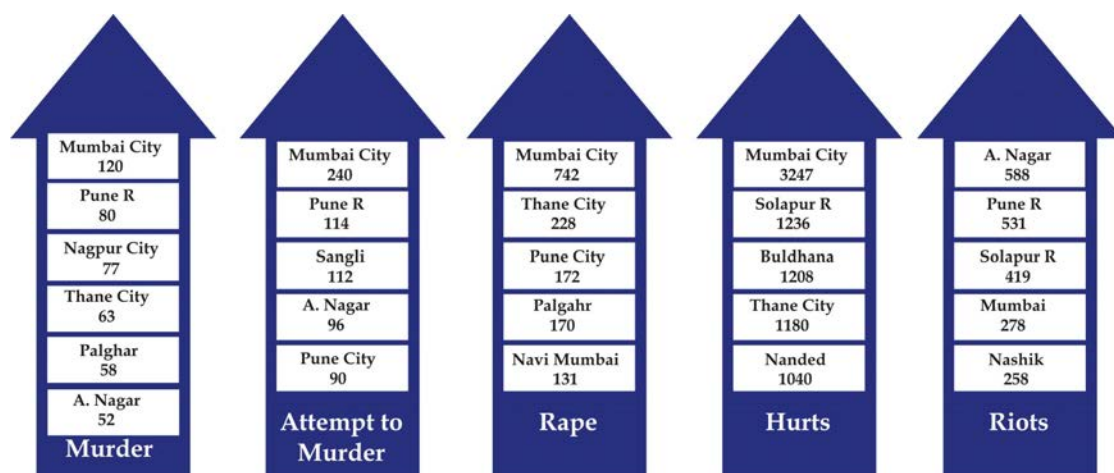 Mumbai City
120
Pune R
80
Nagpur City
77
Thane City
63
Palghar
58
A. Nagar
52
Murder
Mumbai City
240
Pune R
114
Sangli
112
A. Nagar
96
Pune City
90
Attempt to
Murder
Mumbai City
742
Thane City
228
Pune City
172
Palgahr
170
Navi Mumbai
131
Rape
Mumbai City
3247
Solapur R
1236
Buldhana
1208
Thane City
1180
Nanded
1040
Hurts
A. Nagar
588
Pune R
531
Solapur R
419
Mumbai
278
Nashik
258
Riots